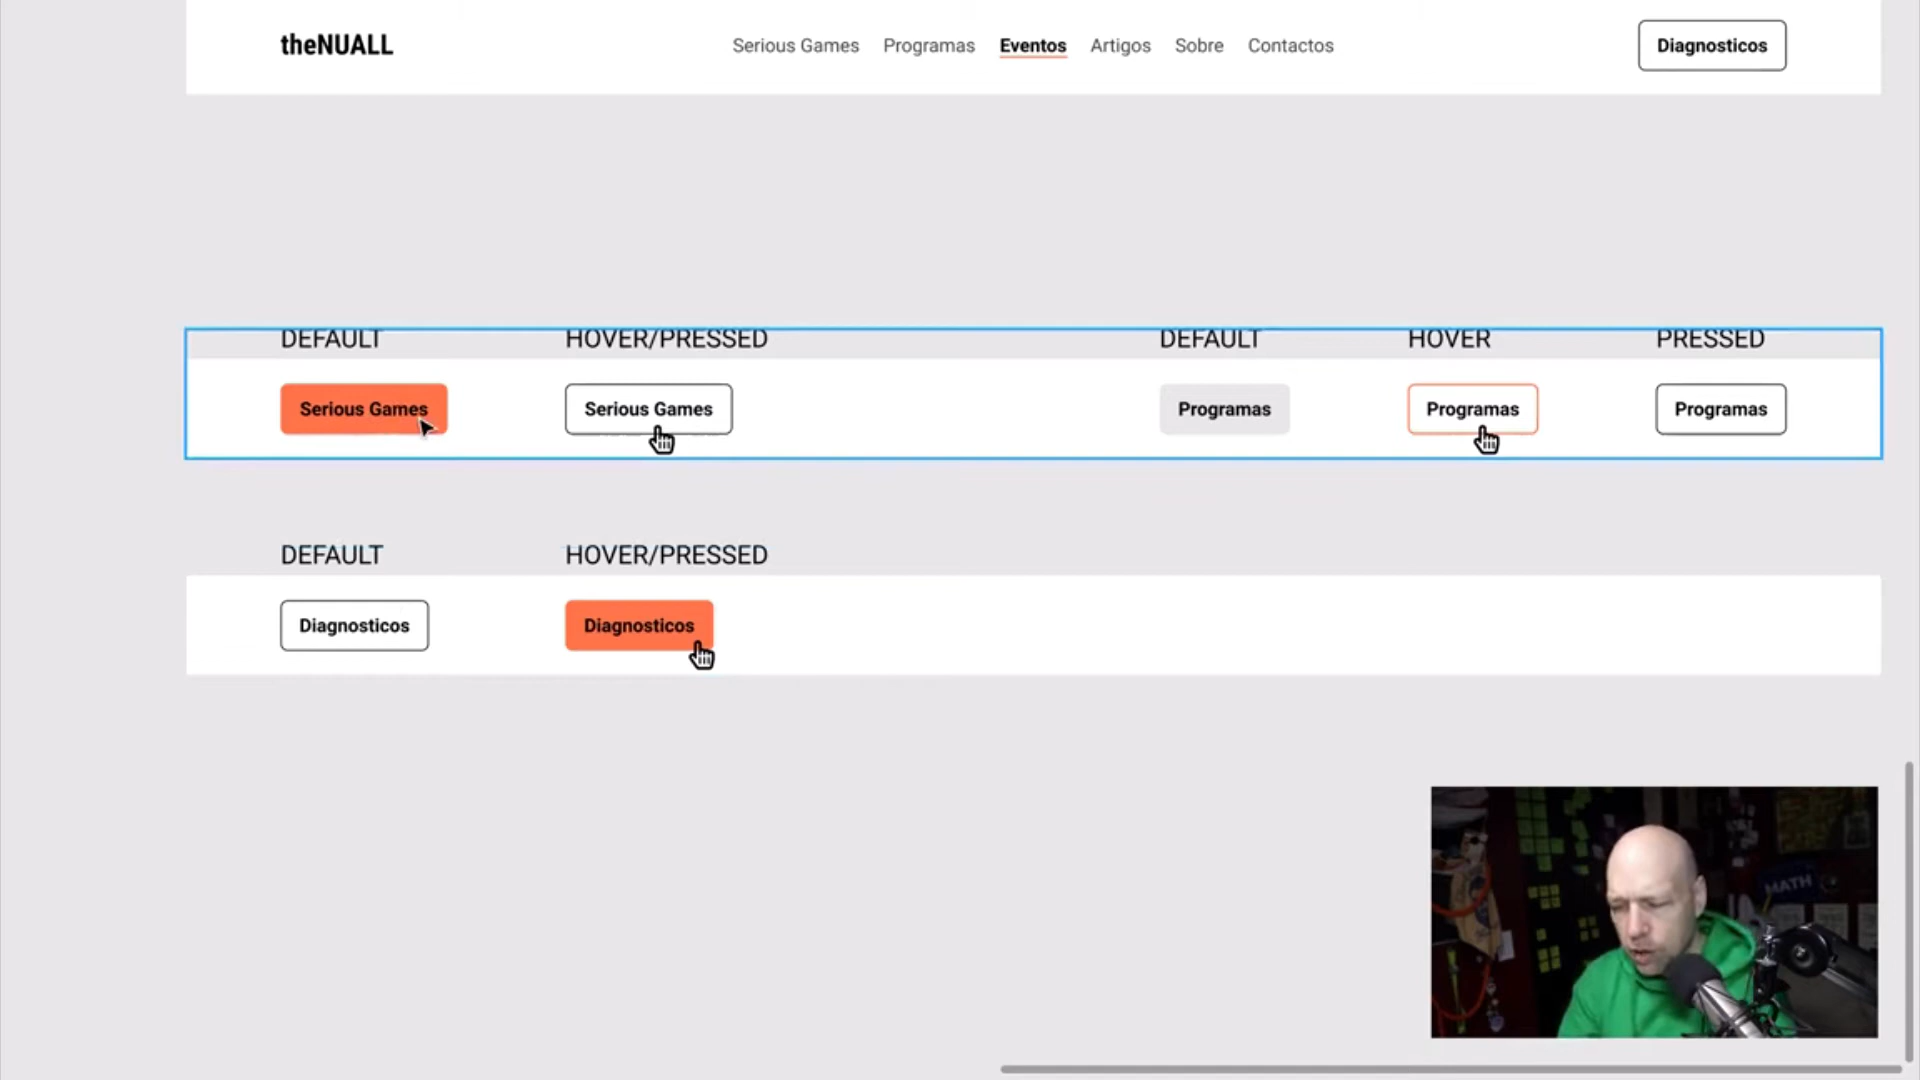 theNUALL Serious Games Programas Eventos Artigos Sobre Contactos Diagnosticos
DEFAULT HOVER/PRESSED DEFAULT HOVER PRESSED
Serious Games Serious Games Programas Programas Programas
DEFAULT HOVER/PRESSED
Diagnosticos Diagnosticos
MATH